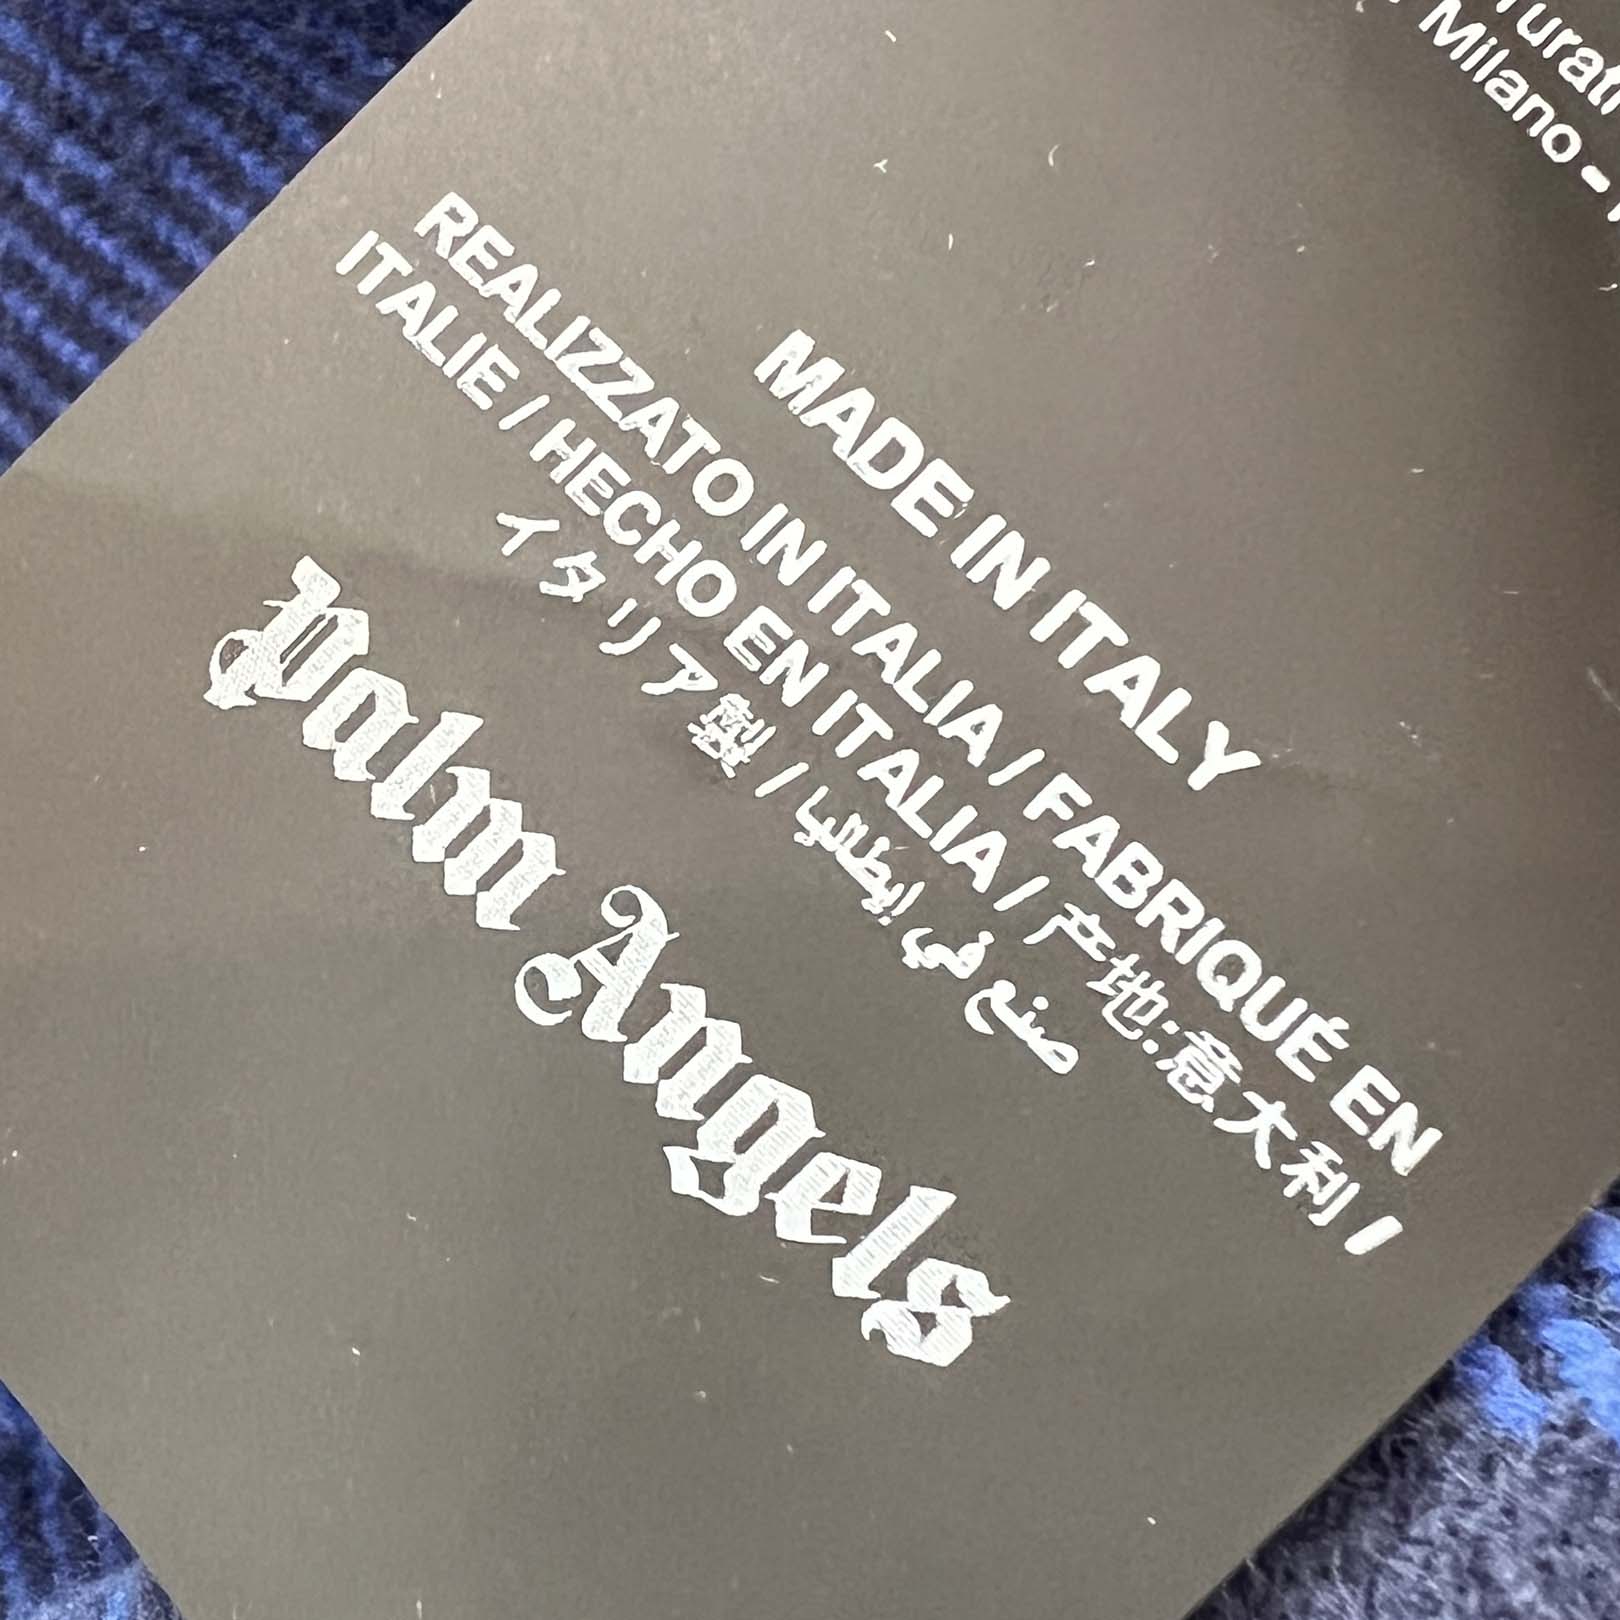 Turati
Milano -
MADE IN ITALY
REALIZZATO IN ITALIA / FABRIQUÉ EN
ITALIE / HECHO EN ITALIA / 产地:意大利 /
イタリア製 / صنع في إيطاليا
Palm Angels